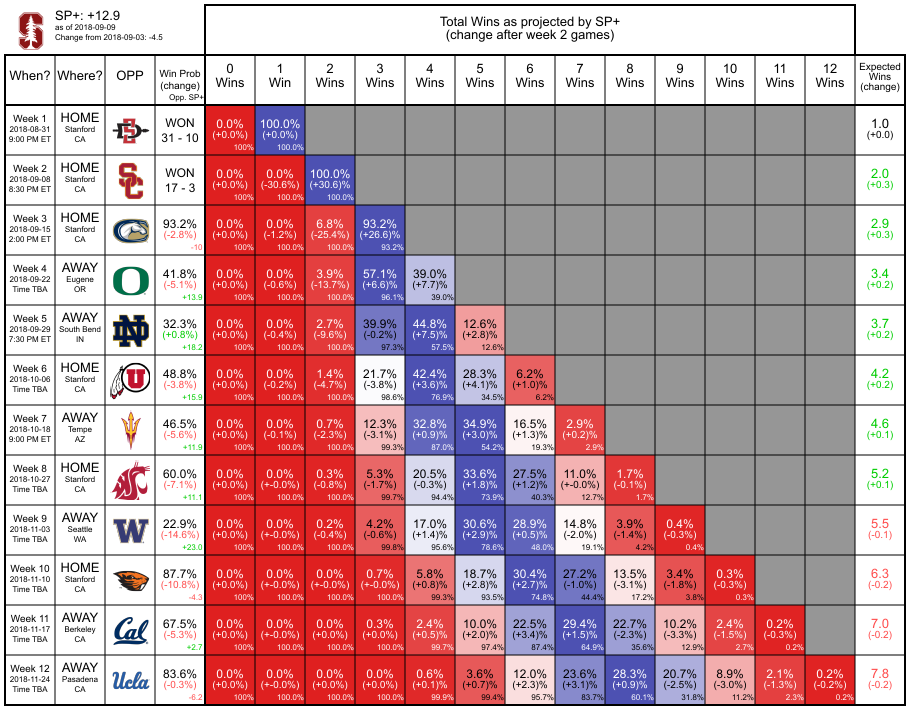 SP+: +12.9
as of 2018-09-09
Change from 2018-09-03: -4.5
Total Wins as projected by SP+
(change after week 2 games)
When? Where? OPP Win Prob (change) Opp. SP+ 0 Wins 1 Win 2 Wins 3 Wins 4 Wins 5 Wins 6 Wins 7 Wins 8 Wins 9 Wins 10 Wins 11 Wins 12 Wins Expected Wins (change)
Week 1 HOME WON 0.0% 100.0% 1.0
2018-08-31 Stanford 31 - 10 (+0.0%) (+0.0%) (+0.0)
9:00 PM ET CA 100% 100.0%
Week 2 HOME SC WON 0.0% 0.0% 100.0% 2.0
2018-09-08 Stanford 17 - 3 (+0.0%) (-30.6%) (+30.6)% (+0.3)
8:30 PM ET CA 100% 100.0% 100.0%
Week 3 HOME 93.2% 0.0% 0.0% 6.8% 93.2% 2.9
2018-09-15 Stanford (-2.8%) (+0.0%) (-1.2%) (-25.4%) (+26.6)% (+0.3)
2:00 PM ET CA -10 100% 100.0% 100.0% 93.2%
Week 4 AWAY O 41.8% 0.0% 0.0% 3.9% 57.1% 39.0% 3.4
2018-09-22 Eugene (-5.1%) (+0.0%) (-0.6%) (-13.7%) (+6.6)% (+7.7)% (+0.2)
Time TBA OR +13.9 100% 100.0% 100.0% 96.1% 39.0%
Week 5 AWAY ND 32.3% 0.0% 0.0% 2.7% 39.9% 44.8% 12.6% 3.7
2018-09-29 South Bend (+0.8%) (+0.0%) (-0.4%) (-9.6%) (-0.2%) (+7.5)% (+2.8)% (+0.2)
7:30 PM ET IN +18.2 100% 100.0% 100.0% 97.3% 57.5% 12.6%
Week 6 HOME U 48.8% 0.0% 0.0% 1.4% 21.7% 42.4% 28.3% 6.2% 4.2
2018-10-06 Stanford (-3.8%) (+0.0%) (-0.2%) (-4.7%) (-3.8%) (+3.6)% (+4.1)% (+1.0)% (+0.2)
Time TBA CA +15.9 100% 100.0% 100.0% 98.6% 76.9% 34.5% 6.2%
Week 7 AWAY 46.5% 0.0% 0.0% 0.7% 12.3% 32.8% 34.9% 16.5% 2.9% 4.6
2018-10-18 Tempe (-5.6%) (+0.0%) (-0.1%) (-2.3%) (-3.1%) (+0.9)% (+3.0)% (+1.3)% (+0.2)% (+0.1)
9:00 PM ET AZ +11.9 100% 100.0% 100.0% 99.3% 87.0% 54.2% 19.3% 2.9%
Week 8 HOME 60.0% 0.0% 0.0% 0.3% 5.3% 20.5% 33.6% 27.5% 11.0% 1.7% 5.2
2018-10-27 Stanford (-7.1%) (+0.0%) (+-0.0%) (-0.8%) (-1.7%) (-0.3%) (+1.8)% (+1.2)% (+-0.0%) (-0.1%) (+0.1)
Time TBA CA +11.1 100% 100.0% 100.0% 99.7% 94.4% 73.9% 40.3% 12.7% 1.7%
Week 9 AWAY W 22.9% 0.0% 0.0% 0.2% 4.2% 17.0% 30.6% 28.9% 14.8% 3.9% 0.4% 5.5
2018-11-03 Seattle (-14.6%) (+0.0%) (+-0.0%) (-0.4%) (-0.6%) (+1.4)% (+2.9)% (+0.5)% (-2.0%) (-1.4%) (-0.3%) (-0.1)
Time TBA WA +23.0 100% 100.0% 100.0% 99.8% 95.6% 78.6% 48.0% 19.1% 4.2% 0.4%
Week 10 HOME 87.7% 0.0% 0.0% 0.0% 0.7% 5.8% 18.7% 30.4% 27.2% 13.5% 3.4% 0.3% 6.3
2018-11-10 Stanford (-10.8%) (+0.0%) (+-0.0%) (+-0.0%) (+0.0)% (+0.8)% (+2.8)% (+2.7)% (-1.0%) (-3.1%) (-1.8%) (-0.3%) (-0.2)
Time TBA CA -4.3 100% 100.0% 100.0% 100.0% 99.3% 93.5% 74.8% 44.4% 17.2% 3.8% 0.3%
Week 11 AWAY Cal 67.5% 0.0% 0.0% 0.0% 0.3% 2.4% 10.0% 22.5% 29.4% 22.7% 10.2% 2.4% 0.2% 7.0
2018-11-17 Berkeley (-5.3%) (+0.0%) (+-0.0%) (+-0.0%) (+0.0)% (+0.5)% (+2.0)% (+3.4)% (+1.5)% (-2.3%) (-3.3%) (-1.5%) (-0.3%) (-0.2)
Time TBA CA +2.7 100% 100.0% 100.0% 100.0% 99.7% 97.4% 87.4% 64.9% 35.6% 12.9% 2.7% 0.2%
Week 12 AWAY Ucla 83.6% 0.0% 0.0% 0.0% 0.0% 0.6% 3.6% 12.0% 23.6% 28.3% 20.7% 8.9% 2.1% 0.2% 7.8
2018-11-24 Pasadena (-0.3%) (+0.0%) (+-0.0%) (+-0.0%) (+0.0)% (+0.1)% (+0.7)% (+2.3)% (+3.1)% (+0.9)% (-2.5%) (-3.0%) (-1.3%) (-0.2%) (-0.2)
Time TBA CA -6.2 100% 100.0% 100.0% 100.0% 99.9% 99.4% 95.7% 83.7% 60.1% 31.8% 11.2% 2.3% 0.2%